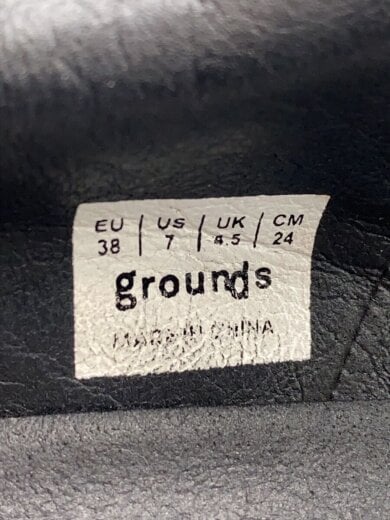 EU | US | UK | CM
38 | 7 | 4.5 | 24
grounds
MADE IN CHINA